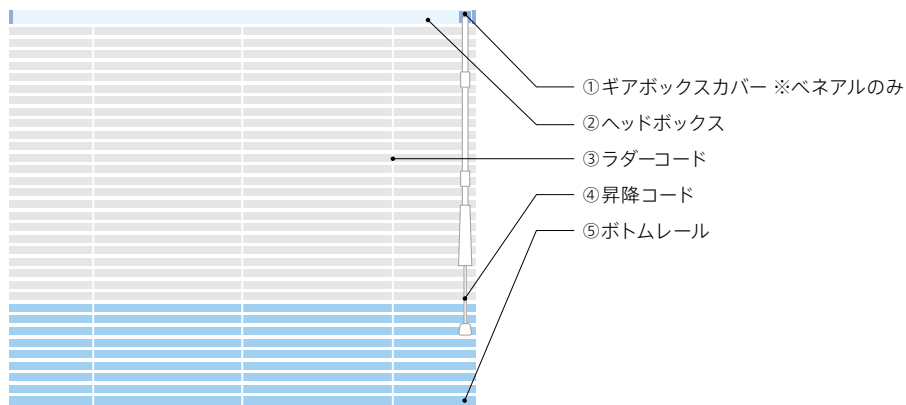 ①ギアボックスカバー ※ベネアルのみ
②ヘッドボックス
③ラダーコード
④昇降コード
⑤ボトムレール